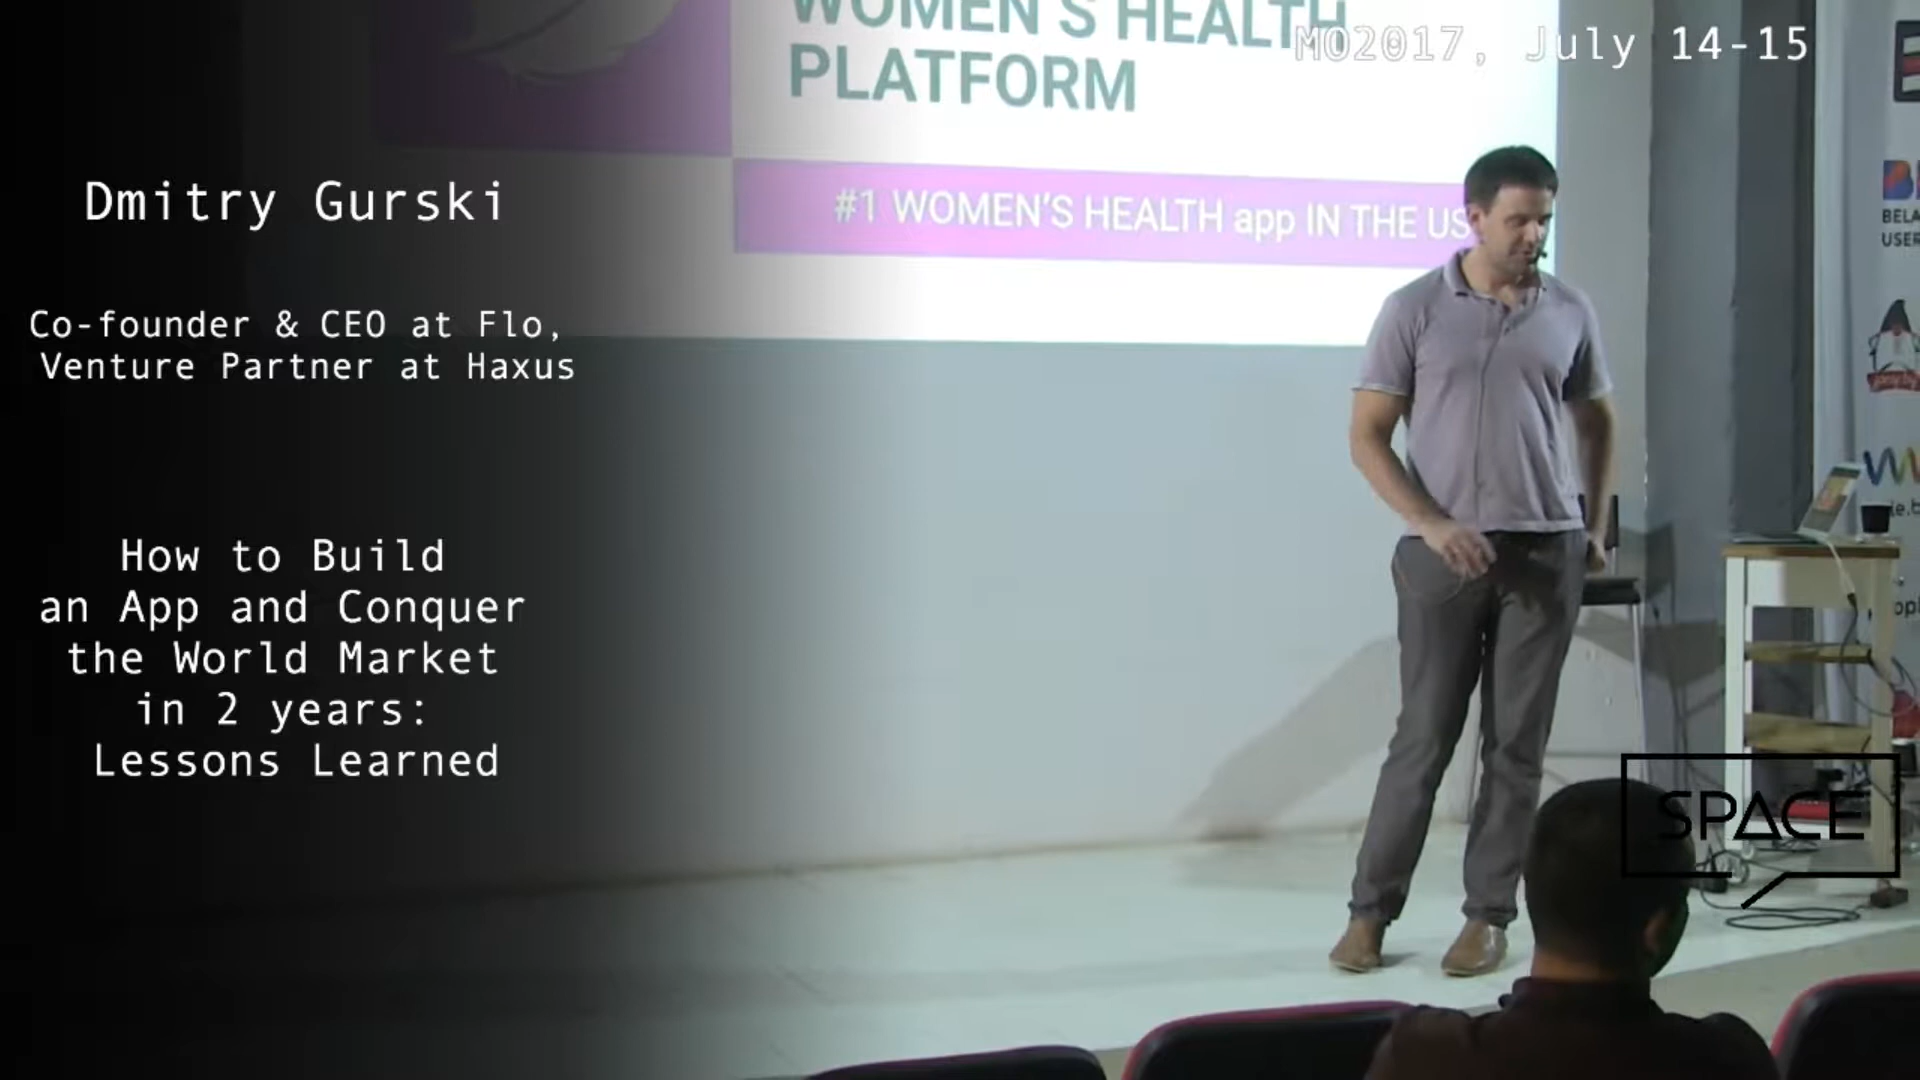 WOMEN'S HEALTH
PLATFORM
MO2017, July 14-15
#1 WOMEN'S HEALTH app IN THE US
Dmitry Gurski
Co-founder & CEO at Flo,
Venture Partner at Haxus
How to Build
an App and Conquer
the World Market
in 2 years:
Lessons Learned
BELA
USER
SPACE